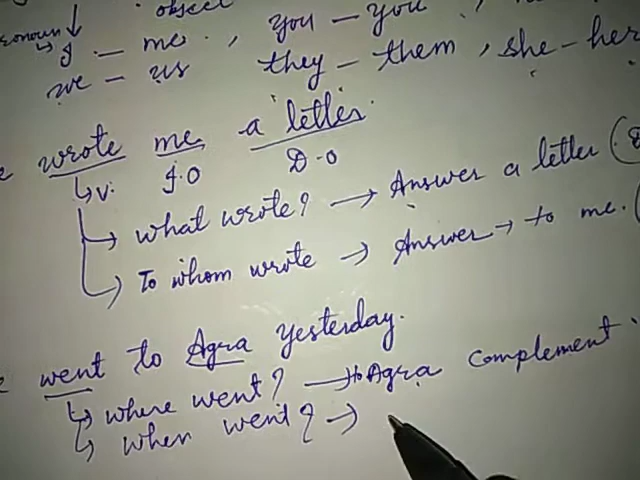 object
pronoun
I — me, you — you
we — us they — them, she — her
wrote me a letter.
V. I.O D.O
what wrote? → Answer a letter
To whom wrote → Answer → to me.
went to Agra yesterday.
where went? → to Agra complement.
when went? →